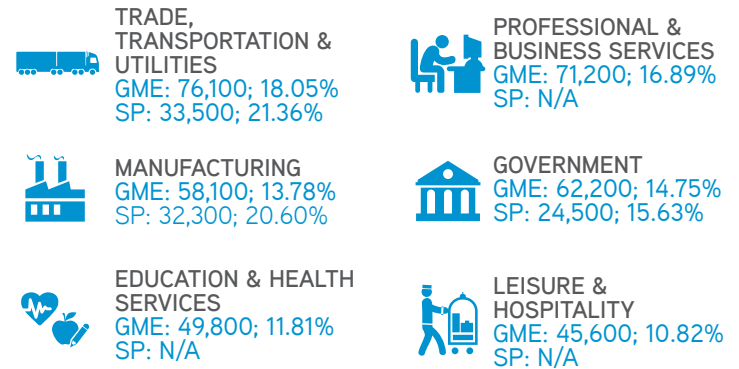 TRADE,
TRANSPORTATION &
UTILITIES
GME: 76,100; 18.05%
SP: 33,500; 21.36%
PROFESSIONAL &
BUSINESS SERVICES
GME: 71,200; 16.89%
SP: N/A
MANUFACTURING
GME: 58,100; 13.78%
SP: 32,300; 20.60%
GOVERNMENT
GME: 62,200; 14.75%
SP: 24,500; 15.63%
EDUCATION & HEALTH
SERVICES
GME: 49,800; 11.81%
SP: N/A
LEISURE &
HOSPITALITY
GME: 45,600; 10.82%
SP: N/A